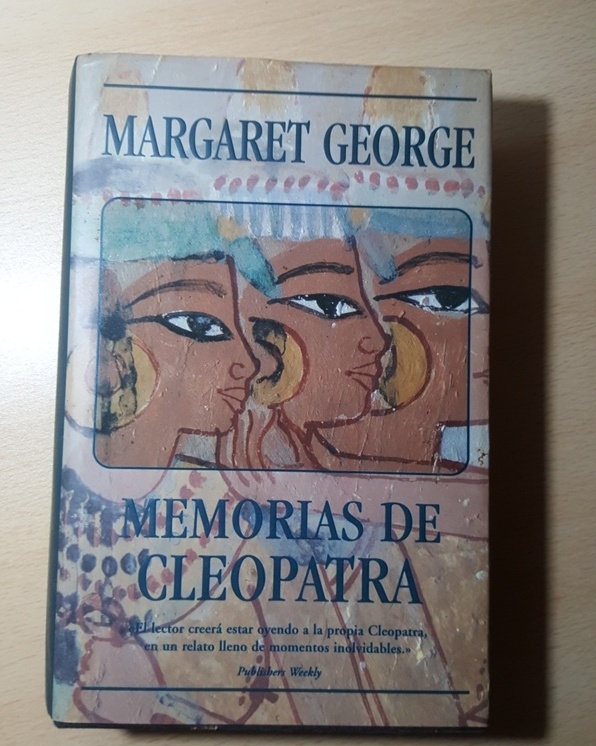 MARGARET GEORGE
MEMORIAS DE
CLEOPATRA
«El lector creerá estar oyendo a la propia Cleopatra,
en un relato lleno de momentos inolvidables.»
Publishers Weekly